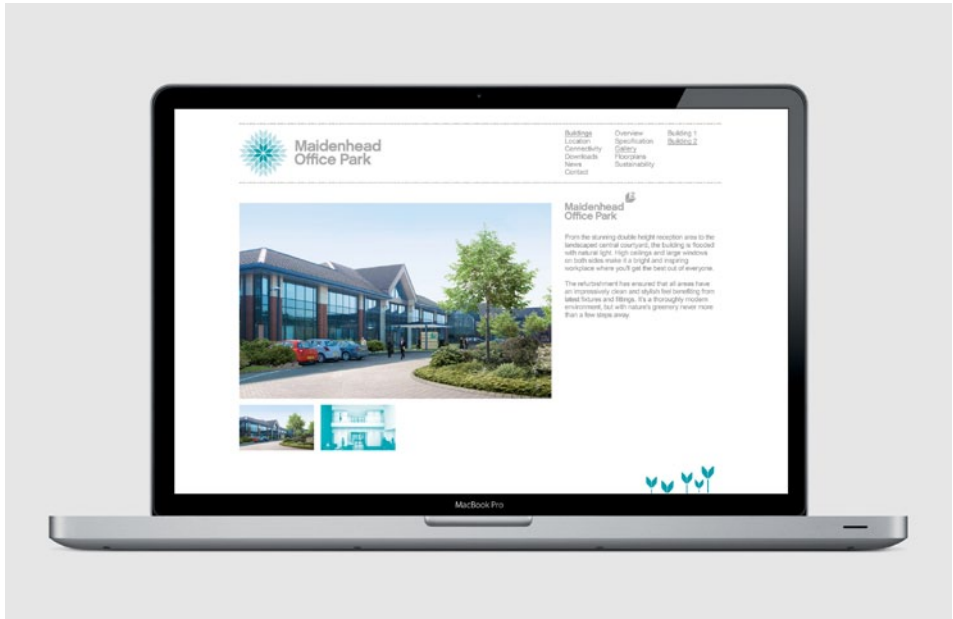 Maidenhead
Office Park
Buildings
Location
Connectivity
Downloads
News
Contact
Overview
Specification
Gallery
Floorplans
Sustainability
Building 1
Building 2
Maidenhead
Office Park
From the stunning double height reception area to the
landscaped central courtyard, the building is flooded
with natural light. High ceilings and large windows
on both sides make it a bright and inspiring
workplace where you'll get the best out of everyone.
The refurbishment has ensured that all areas have
an impressively clean and stylish feel benefiting from
latest fixtures and fittings. It's a thoroughly modern
environment, but with nature's greenery never more
than a few steps away.
MacBook Pro